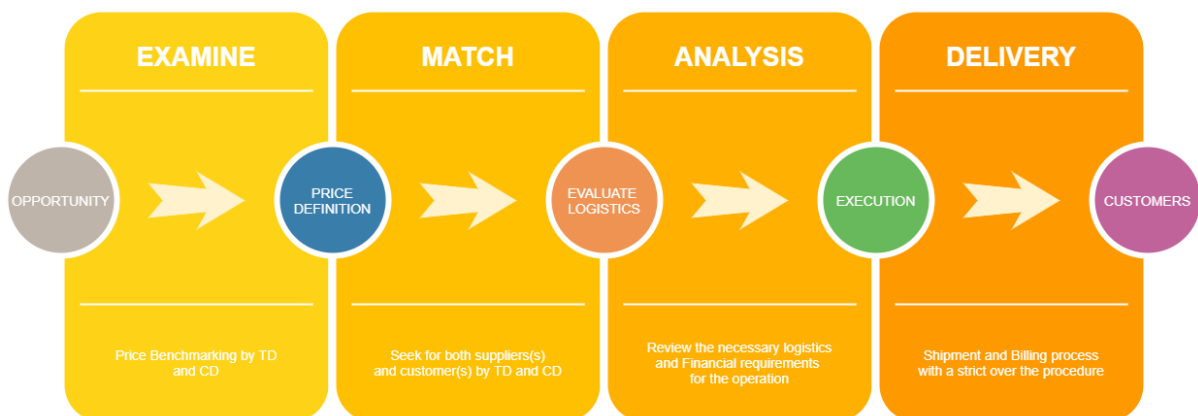 EXAMINE
MATCH
ANALYSIS
DELIVERY
OPPORTUNITY
PRICE
DEFINITION
EVALUATE
LOGISTICS
EXECUTION
CUSTOMERS
Price Benchmarking by TD
and CD
Seek for both suppliers(s)
and customer(s) by TD and CD
Review the necessary logistics
and Financial requirements
for the operation
Shipment and Billing process
with a strict over the procedure